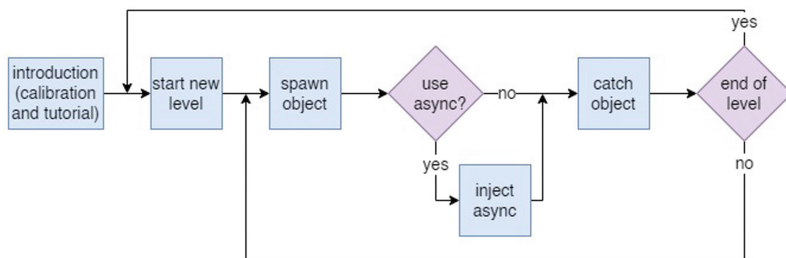 yes
introduction
(calibration
and tutorial)
start new
level
spawn
object
use
async?
no
catch
object
end of
level
yes
no
inject
async